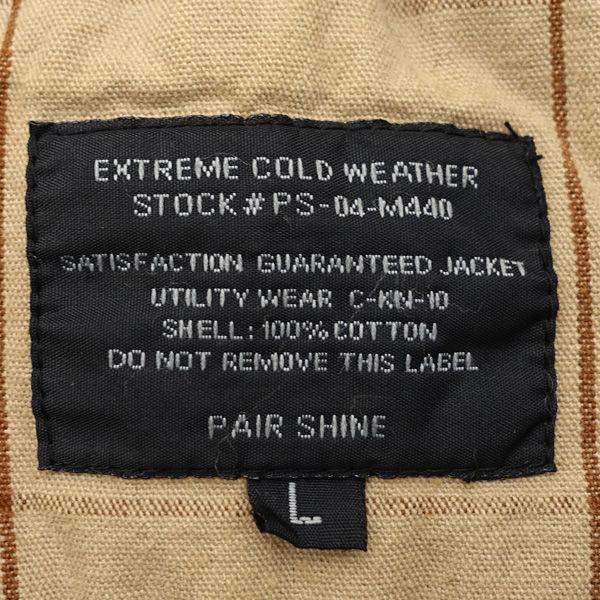 EXTREME COLD WEATHER
STOCK # PS-04-M440
SATISFACTION GUARANTEED JACKET
UTILITY WEAR C-KN-10
SHELL: 100% COTTON
DO NOT REMOVE THIS LABEL
PAIR SHINE
L